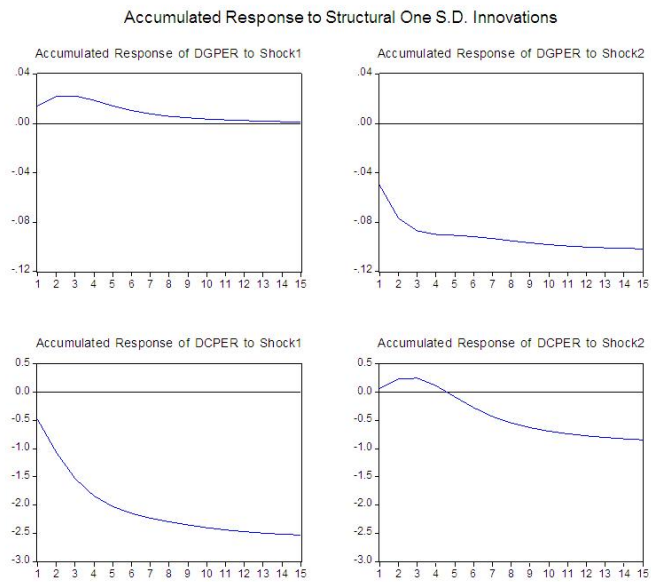 Accumulated Response to Structural One S.D. Innovations
Accumulated Response of DGPER to Shock1
.04
.00
-.04
-.08
-.12
1 2 3 4 5 6 7 8 9 10 11 12 13 14 15
Accumulated Response of DGPER to Shock2
.04
.00
-.04
-.08
-.12
1 2 3 4 5 6 7 8 9 10 11 12 13 14 15
Accumulated Response of DCPER to Shock1
0.5
0.0
-0.5
-1.0
-1.5
-2.0
-2.5
-3.0
1 2 3 4 5 6 7 8 9 10 11 12 13 14 15
Accumulated Response of DCPER to Shock2
0.5
0.0
-0.5
-1.0
-1.5
-2.0
-2.5
-3.0
1 2 3 4 5 6 7 8 9 10 11 12 13 14 15